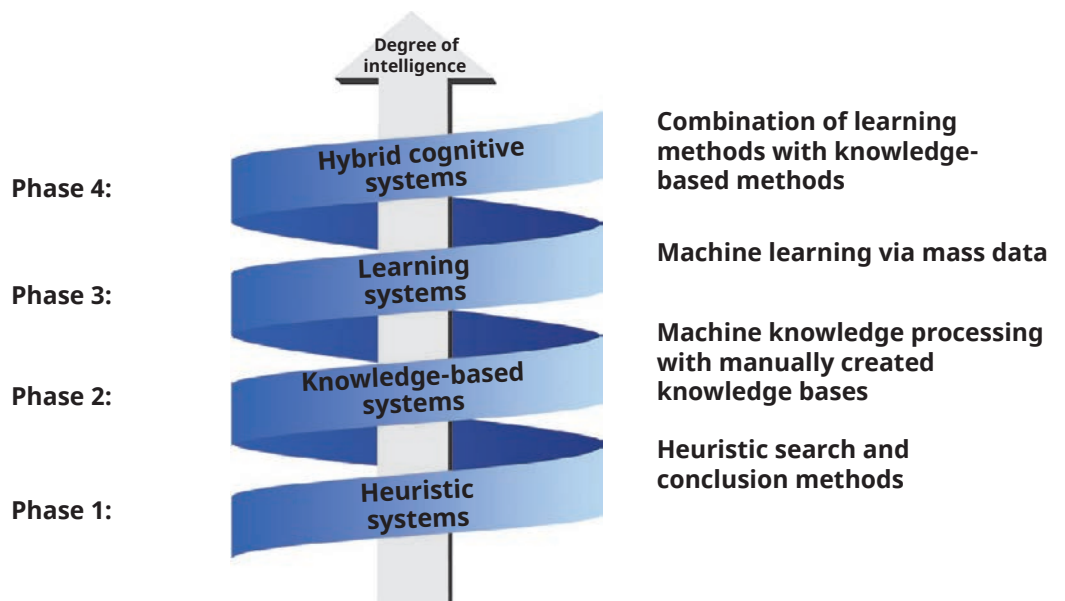 Degree of
intelligence
Phase 4:
Hybrid cognitive
systems
Combination of learning
methods with knowledge-
based methods
Phase 3:
Learning
systems
Machine learning via mass data
Phase 2:
Knowledge-based
systems
Machine knowledge processing
with manually created
knowledge bases
Phase 1:
Heuristic
systems
Heuristic search and
conclusion methods